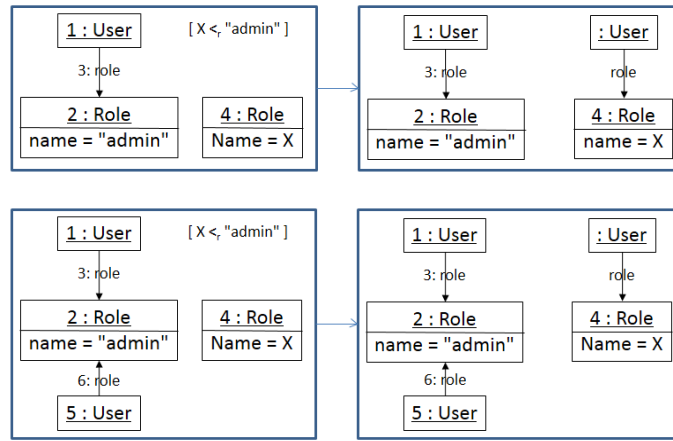 1 : User [ X <r "admin" ]
3: role
2 : Role 4 : Role
name = "admin" Name = X
1 : User : User
3: role role
2 : Role 4 : Role
name = "admin" name = X
1 : User [ X <r "admin" ]
3: role
2 : Role 4 : Role
name = "admin" Name = X
6: role
5 : User
1 : User : User
3: role role
2 : Role 4 : Role
name = "admin" Name = X
6: role
5 : User